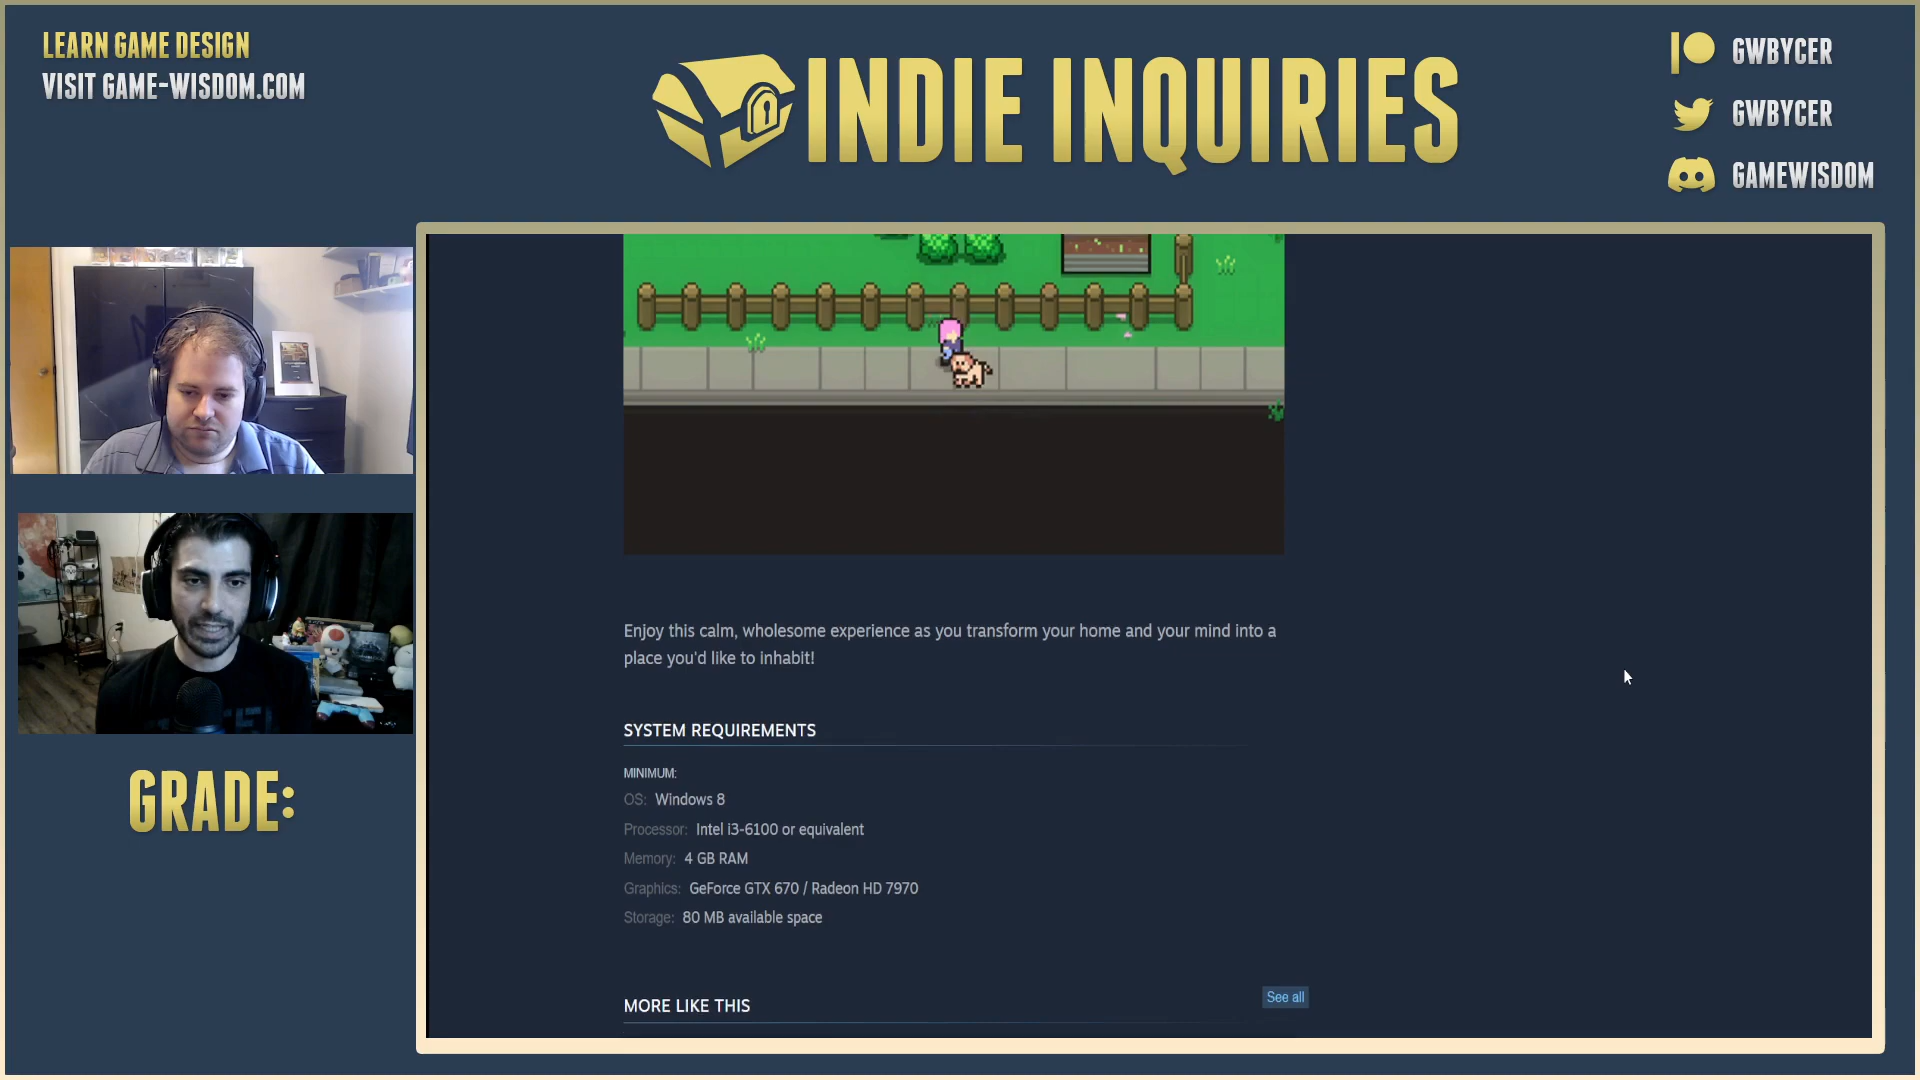 LEARN GAME DESIGN
VISIT GAME-WISDOM.COM
INDIE INQUIRIES
GWBYCER
GWBYCER
GAMEWISDOM
GRADE:
Enjoy this calm, wholesome experience as you transform your home and your mind into a
place you'd like to inhabit!
SYSTEM REQUIREMENTS
MINIMUM:
OS: Windows 8
Processor: Intel i3-6100 or equivalent
Memory: 4 GB RAM
Graphics: GeForce GTX 670 / Radeon HD 7970
Storage: 80 MB available space
MORE LIKE THIS
See all